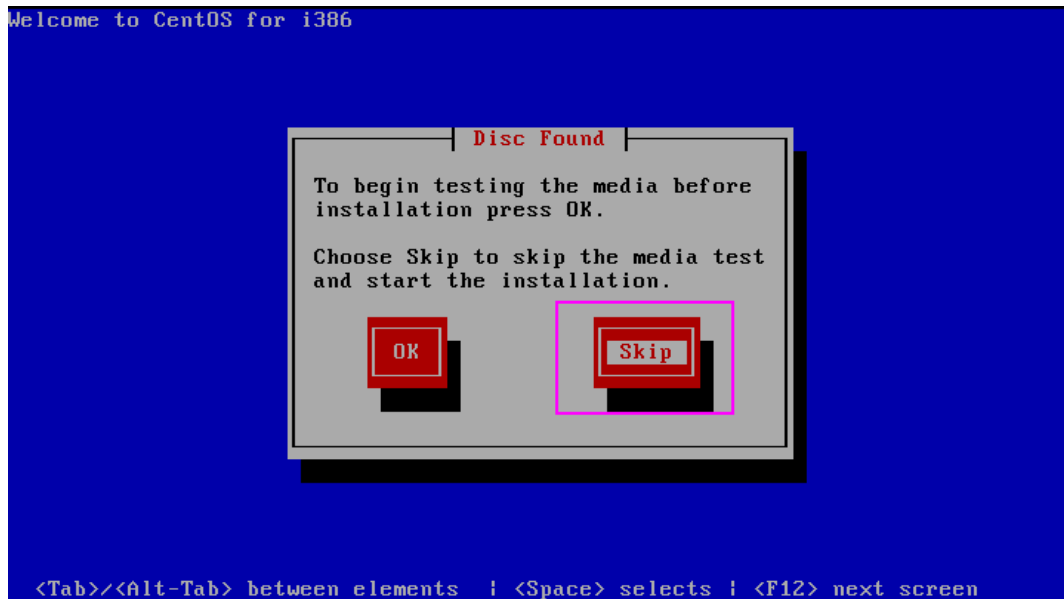 Welcome to CentOS for i386
Disc Found
To begin testing the media before
installation press OK.
Choose Skip to skip the media test
and start the installation.
OK Skip
<Tab>/<Alt-Tab> between elements | <Space> selects | <F12> next screen